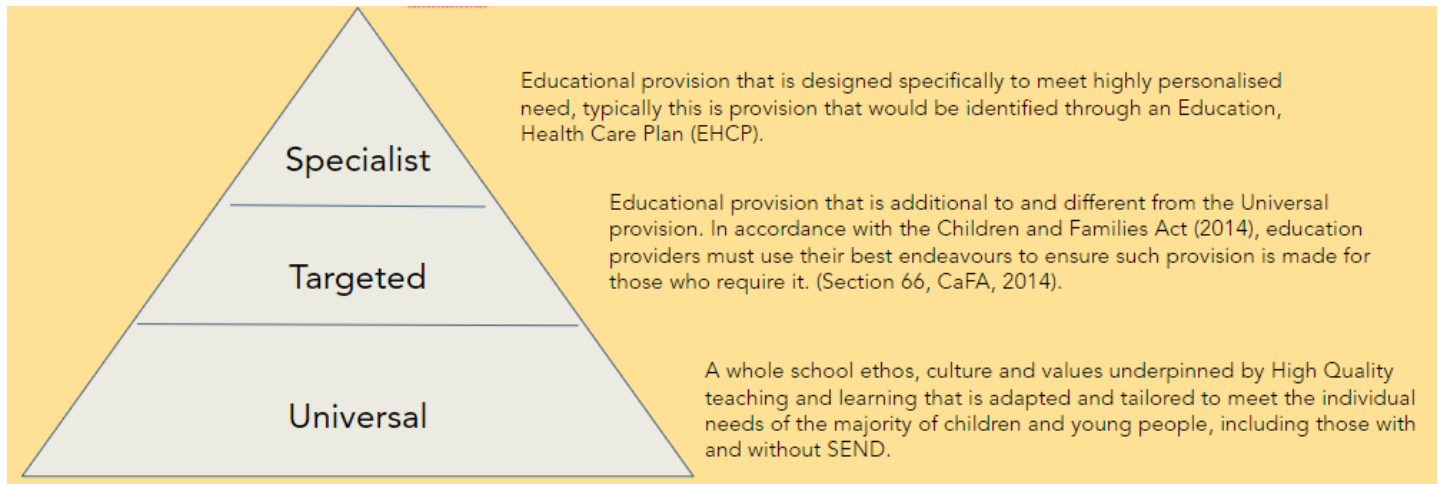 Educational provision that is designed specifically to meet highly personalised
need, typically this is provision that would be identified through an Education,
Health Care Plan (EHCP).
Specialist
Educational provision that is additional to and different from the Universal
provision. In accordance with the Children and Families Act (2014), education
providers must use their best endeavours to ensure such provision is made for
those who require it. (Section 66, CaFA, 2014).
Targeted
A whole school ethos, culture and values underpinned by High Quality
teaching and learning that is adapted and tailored to meet the individual
needs of the majority of children and young people, including those with
and without SEND.
Universal